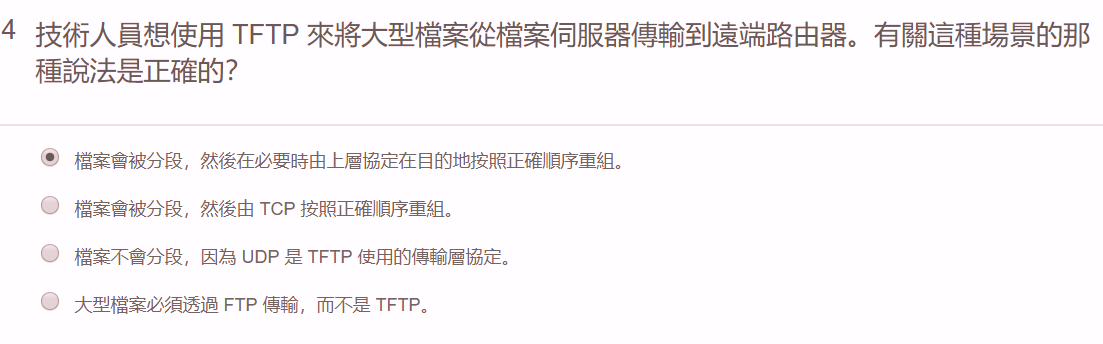 4 技術人員想使用 TFTP 來將大型檔案從檔案伺服器傳輸到遠端路由器。有關這種場景的那
種說法是正確的？
檔案會被分段，然後在必要時由上層協定在目的地按照正確順序重組。
檔案會被分段，然後由 TCP 按照正確順序重組。
檔案不會分段，因為 UDP 是 TFTP 使用的傳輸層協定。
大型檔案必須透過 FTP 傳輸，而不是 TFTP。